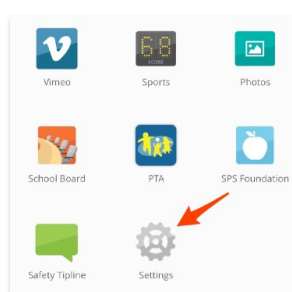 68
SCORE
Vimeo
Sports
Photos
School Board
PTA
SPS Foundation
Safety Tipline
Settings